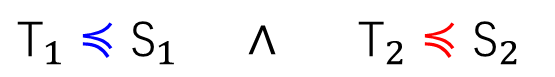 T₁ ≼ S₁ ∧ T₂ ≼ S₂